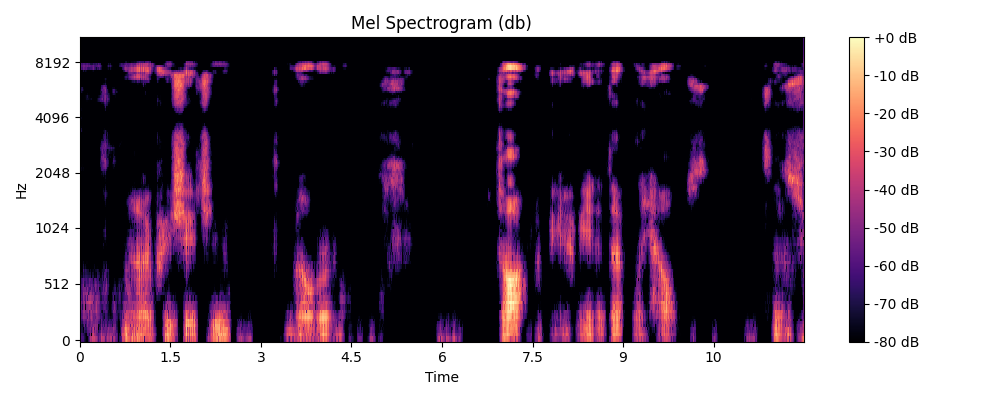 Mel Spectrogram (db)
8192
4096
2048
1024
512
0
Hz
0 1.5 3 4.5 6 7.5 9 10
Time
+0 dB
-10 dB
-20 dB
-30 dB
-40 dB
-50 dB
-60 dB
-70 dB
-80 dB